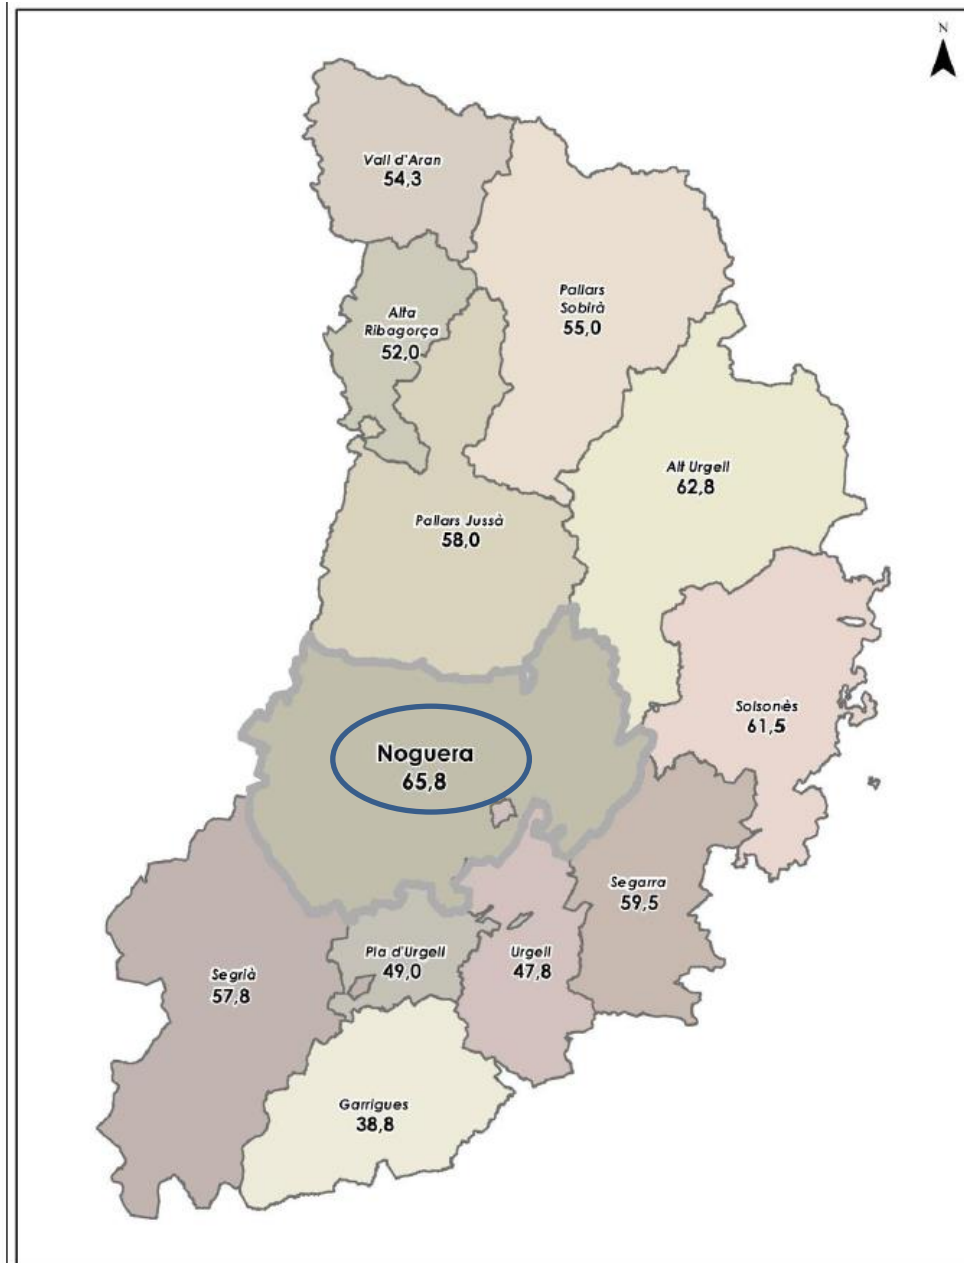 N
Vall d'Aran
54,3
Pallars
Sobirà
55,0
Alta
Ribagorça
52,0
Alt Urgell
62,8
Pallars Jussà
58,0
Solsonès
61,5
Noguera
65,8
Segarra
59,5
Pla d'Urgell
49,0
Urgell
47,8
Segrià
57,8
Garrigues
38,8